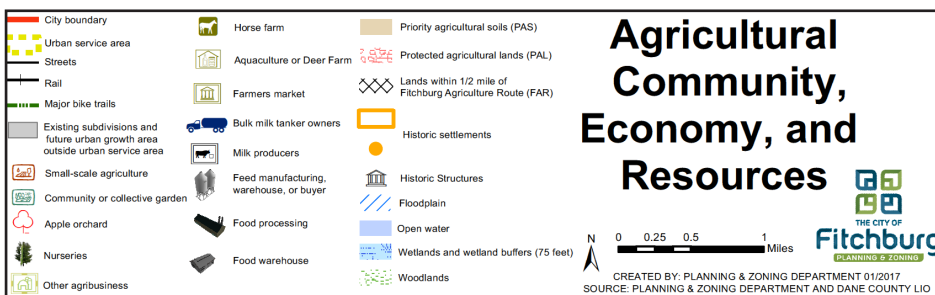 City boundary
Urban service area
Streets
Rail
Major bike trails
Existing subdivisions and
future urban growth area
outside urban service area
Small-scale agriculture
Community or collective garden
Apple orchard
Nurseries
Other agribusiness
Horse farm
Aquaculture or Deer Farm
Farmers market
Bulk milk tanker owners
Milk producers
Feed manufacturing,
warehouse, or buyer
Food processing
Food warehouse
Priority agricultural soils (PAS)
Protected agricultural lands (PAL)
Lands within 1/2 mile of
Fitchburg Agriculture Route (FAR)
Historic settlements
Historic Structures
Floodplain
Open water
Wetlands and wetland buffers (75 feet)
Woodlands
Agricultural
Community,
Economy, and
Resources
THE CITY OF
Fitchburg
PLANNING & ZONING
N
0 0.25 0.5 1
Miles
CREATED BY: PLANNING & ZONING DEPARTMENT 01/2017
SOURCE: PLANNING & ZONING DEPARTMENT AND DANE COUNTY LIO